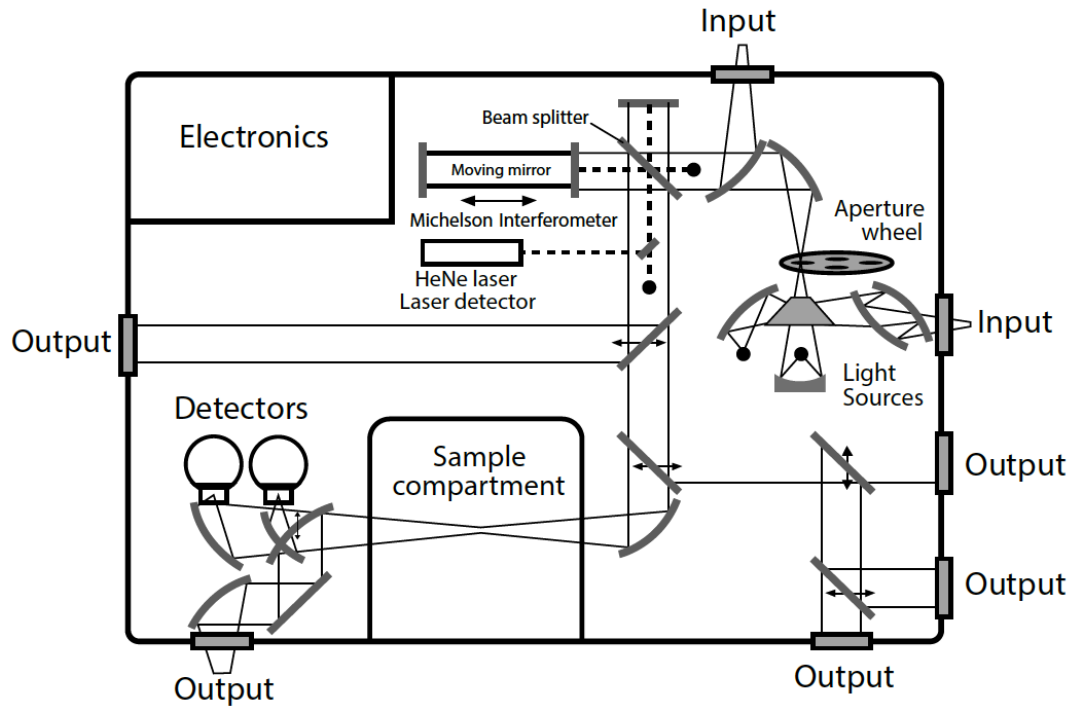 Input
Electronics
Beam splitter
Moving mirror
Michelson Interferometer
Aperture
wheel
HeNe laser
Laser detector
Output
Input
Light
Sources
Detectors
Sample
compartment
Output
Output
Output
Output